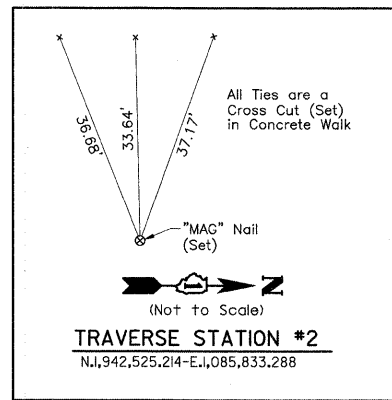 36.68'
33.64'
37.17'
All Ties are a
Cross Cut (Set)
in Concrete Walk
"MAG" Nail
(Set)
N
(Not to Scale)
TRAVERSE STATION #2
N.1,942,525.214-E.1,085,833.288